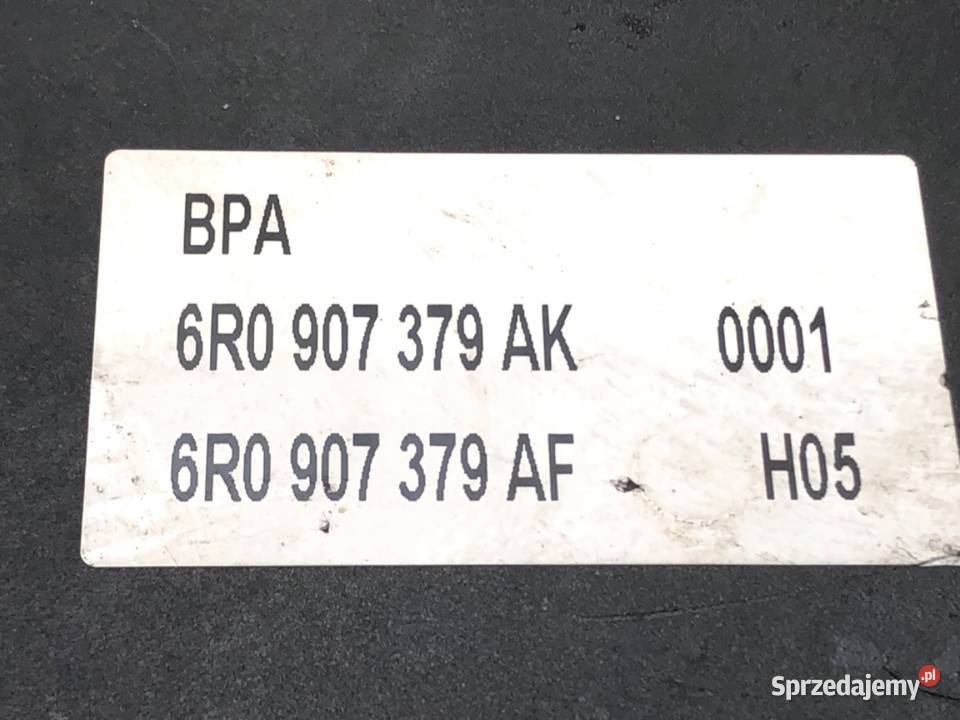 BPA
6R0 907 379 AK 0001
6R0 907 379 AF H05
Sprzedajemy.pl